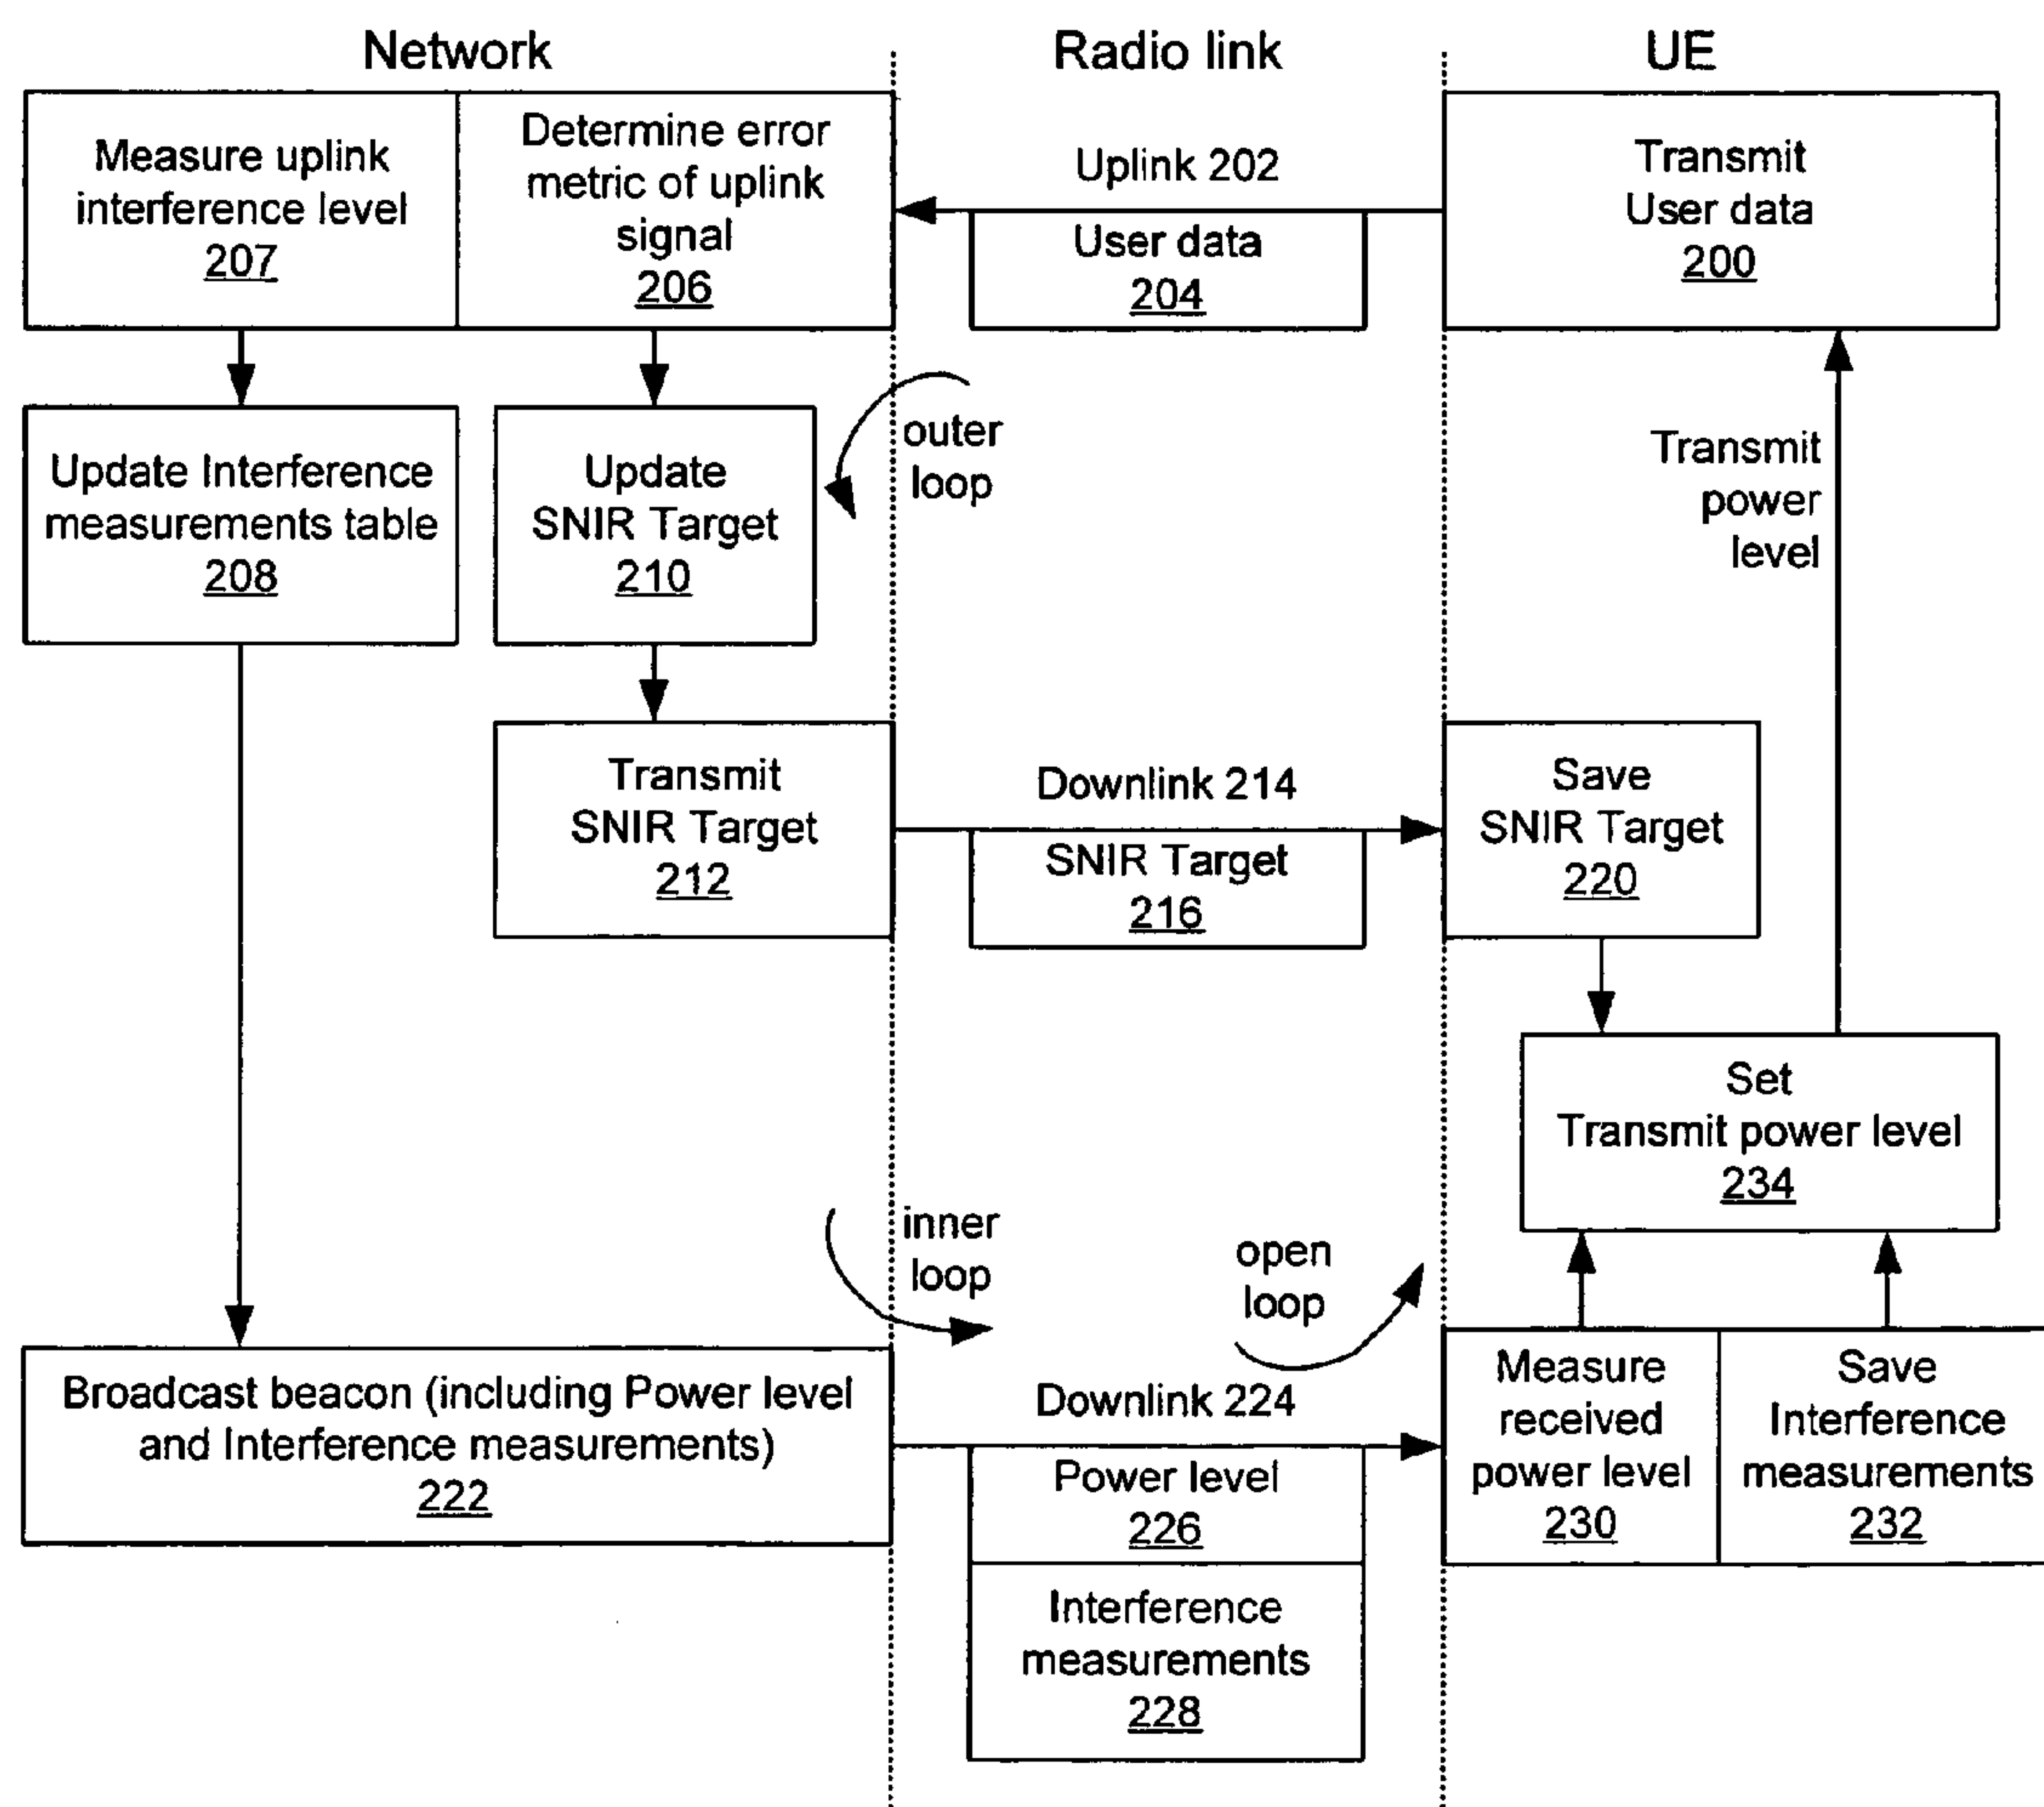 Network
Radio link
UE
Measure uplink
interference level
207
Determine error
metric of uplink
signal
206
Uplink 202
User data
204
Transmit
User data
200
Update Interference
measurements table
208
Update
SNIR Target
210
outer
loop
Transmit
power
level
Transmit
SNIR Target
212
Downlink 214
SNIR Target
216
Save
SNIR Target
220
Set
Transmit power level
234
inner
loop
open
loop
Broadcast beacon (including Power level
and Interference measurements)
222
Downlink 224
Power level
226
Interference
measurements
228
Measure
received
power level
230
Save
Interference
measurements
232